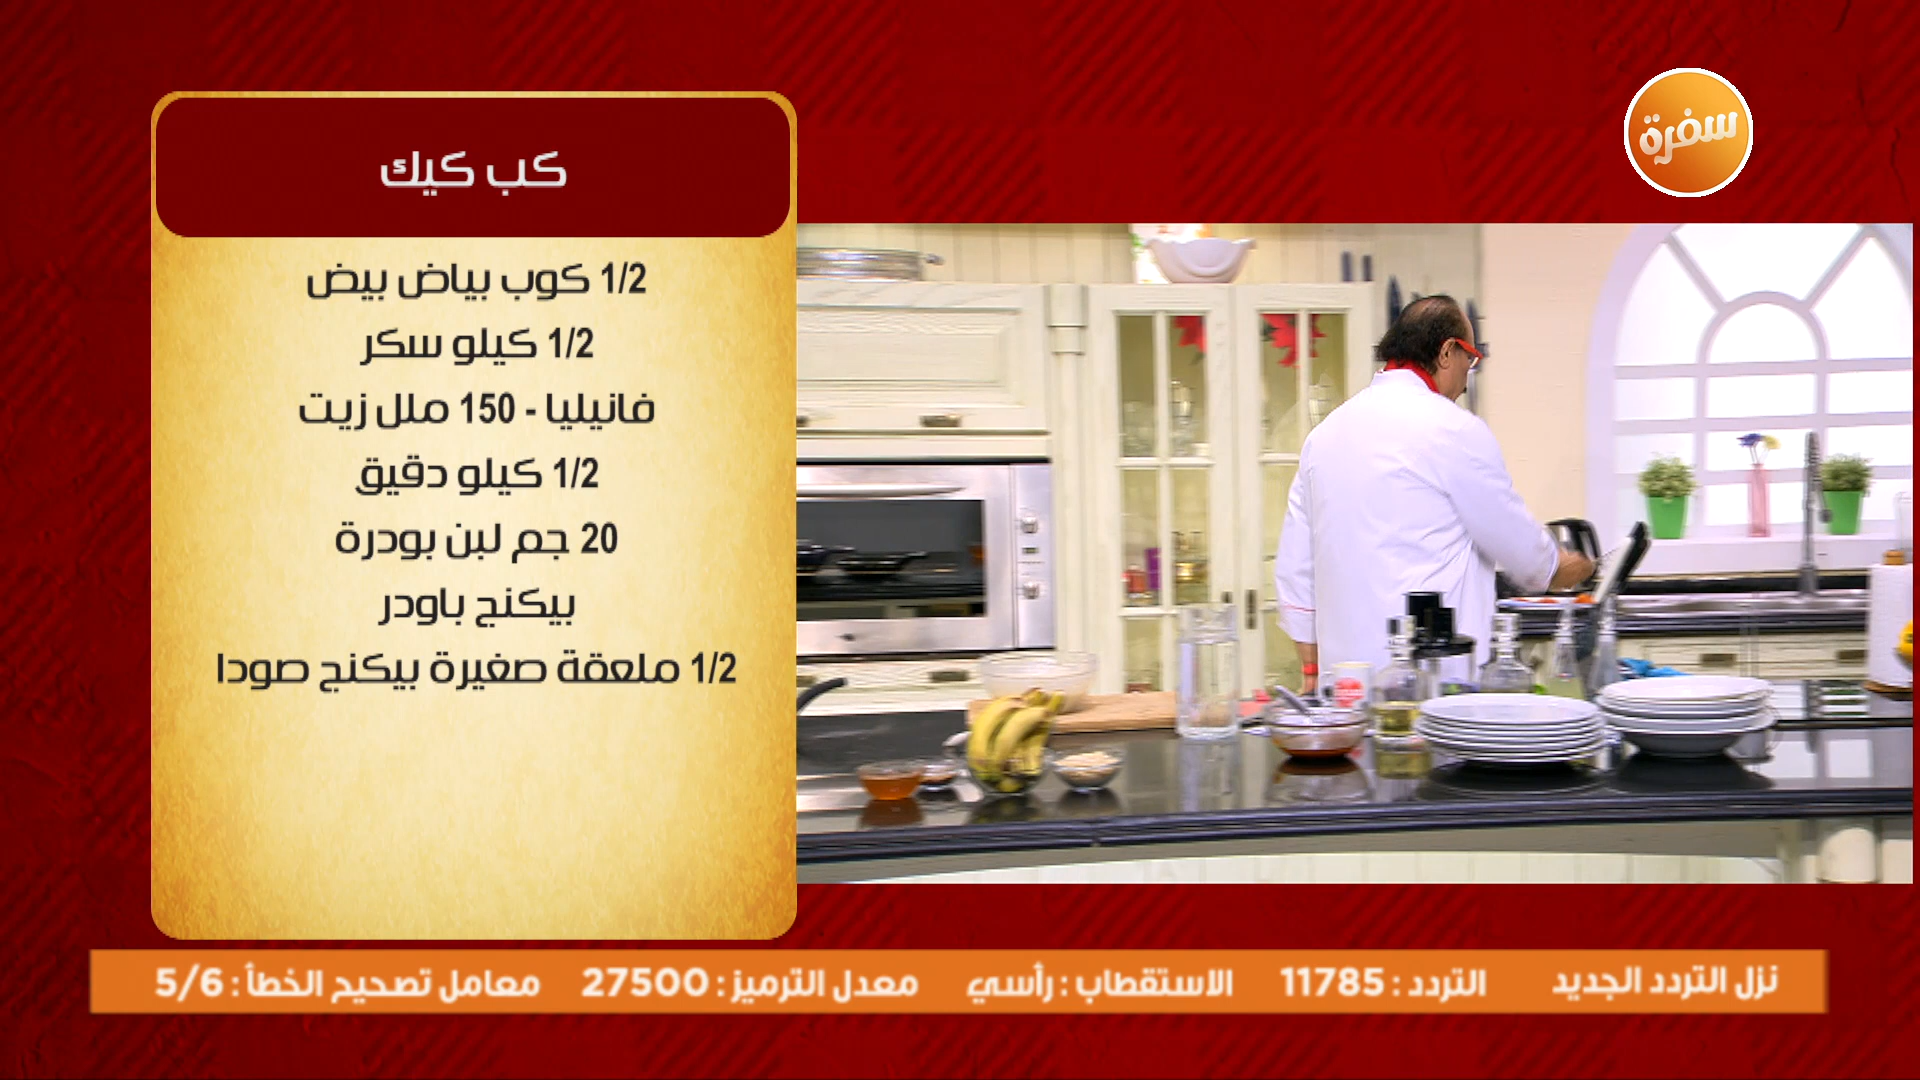 سفرة
كب كيك
1/2 كوب بياض بيض
1/2 كيلو سكر
فانيليا - 150 ملل زيت
1/2 كيلو دقيق
20 جم لبن بودرة
بيكنج باودر
1/2 ملعقة صغيرة بيكنج صودا
نزل التردد الجديد التردد : 11785 الاستقطاب : رأسي معدل الترميز : 27500 معامل تصحيح الخطأ : 5/6